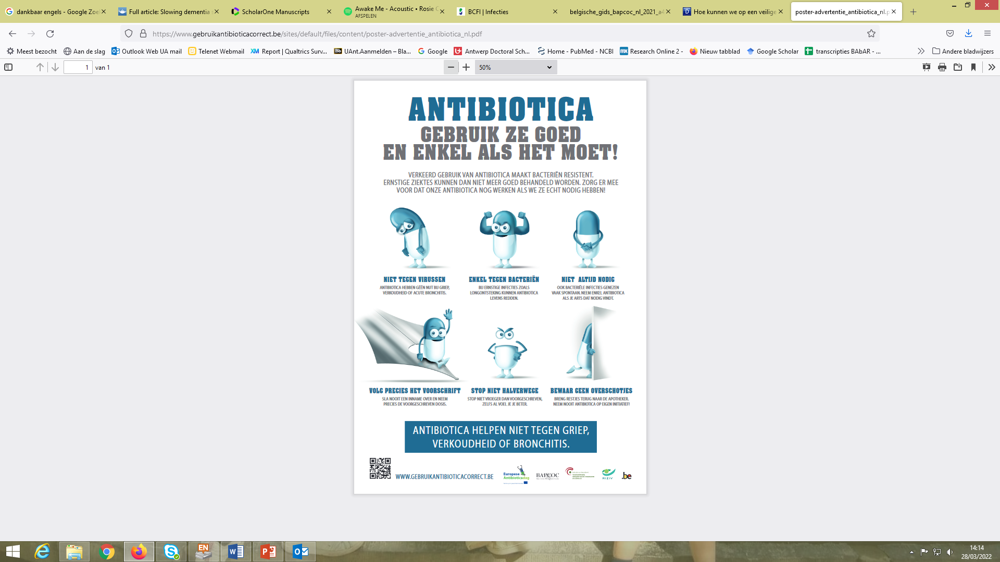 dankbaar engels - Google Zoe
Full article: Slowing dementia s
ScholarOne Manuscripts
Awake Me - Acoustic • Rosie C
AFSPELEN
BCFI | Infecties
belgische_gids_bapcoc_nl_2021_a4
Hoe kunnen we op een veilige
poster-advertentie_antibiotica_nl.p
https://www.gebruikantibioticacorrect.be/sites/default/files/content/poster-advertentie_antibiotica_nl.pdf
Meest bezocht
Aan de slag
Outlook Web UA mail
Telenet Webmail
XM
Report | Qualtrics Surv...
Bb
UAnt.Aanmelden – Bla...
Google
Antwerp Doctoral Sch...
Home - PubMed - NCBI
mx
Research Online 2 -
Nieuw tabblad
Google Scholar
transcripties BAbAR - ...
Andere bladwijzers
1 van 1
50%
ANTIBIOTICA
GEBRUIK ZE GOED
EN ENKEL ALS HET MOET!
VERKEERD GEBRUIK VAN ANTIBIOTICA MAAKT BACTERIËN RESISTENT.
ERNSTIGE ZIEKTES KUNNEN DAN NIET MEER GOED BEHANDELD WORDEN. ZORG ER MEE
VOOR DAT ONZE ANTIBIOTICA NOG WERKEN ALS WE ZE ECHT NODIG HEBBEN!
NIET TEGEN VIRUSSEN
ANTIBIOTICA HEBBEN GÉÉN NUT BIJ GRIEP,
VERKOUDHEID OF ACUTE BRONCHITIS.
ENKEL TEGEN BACTERIËN
BIJ ERNSTIGE INFECTIES ZOALS
LONGONTSTEKING KUNNEN ANTIBIOTICA
LEVENS REDDEN.
NIET ALTIJD NODIG
OOK BACTERIËLE INFECTIES GENEZEN
VAAK SPONTAAN. NEEM ENKEL ANTIBIOTICA
ALS JE ARTS DAT NODIG VINDT.
VOLG PRECIES HET VOORSCHRIFT
SLA NOOIT EEN INNAME OVER EN NEEM
PRECIES DE VOORGESCHREVEN DOSIS.
STOP NIET HALVERWEGE
STOP NIET VROEGER DAN VOORGESCHREVEN,
ZELFS AL VOEL JE JE BETER.
BEWAAR GEEN OVERSCHOTJES
BRENG RESTJES TERUG NAAR DE APOTHEKER.
NEEM NOOIT ANTIBIOTICA OP EIGEN INITIATIEF!
ANTIBIOTICA HELPEN NIET TEGEN GRIEP,
VERKOUDHEID OF BRONCHITIS.
WWW.GEBRUIKANTIBIOTICACORRECT.BE
Europese
Antibioticadag
BAPCOC
RIZIV
.be
EN
14:14
28/03/2022